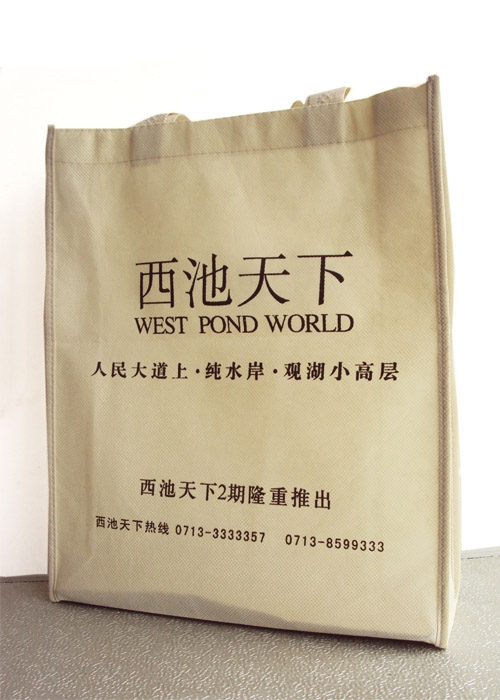 西池天下
WEST POND WORLD
人民大道上·纯水岸·观湖小高层
西池天下2期隆重推出
西池天下热线 0713-3333357 0713-8599333